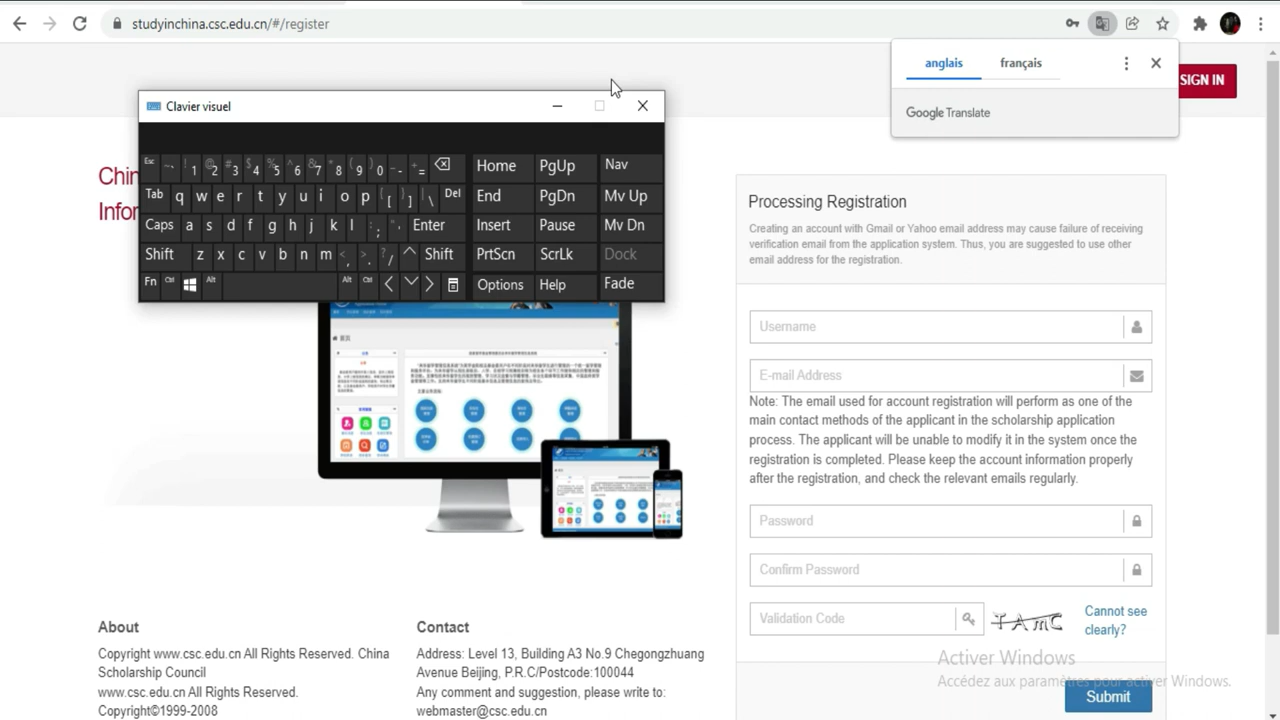 studyinchina.csc.edu.cn/#/register
anglais français
Google Translate
SIGN IN
Clavier visuel
Esc ~ ` ! 1 @ 2 # 3 $ 4 % 5 ^ 6 & 7 * 8 ( 9 ) 0 _ - + = Home PgUp Nav
Tab q w e r t y u i o p { [ } ] | \ Del End PgDn Mv Up
Caps a s d f g h j k l : ; " ' Enter Insert Pause Mv Dn
Shift z x c v b n m < , > . ? / Shift PrtScn ScrLk Dock
Fn Ctrl Alt Alt Ctrl Options Help Fade
Processing Registration
Creating an account with Gmail or Yahoo email address may cause failure of receiving
verification email from the application system. Thus, you are suggested to use other
email address for the registration.
Username
E-mail Address
Note: The email used for account registration will perform as one of the
main contact methods of the applicant in the scholarship application
process. The applicant will be unable to modify it in the system once the
registration is completed. Please keep the account information properly
after the registration, and check the relevant emails regularly.
Password
Confirm Password
Validation Code
TAMC
Cannot see
clearly?
Submit
About
Copyright www.csc.edu.cn All Rights Reserved. China
Scholarship Council
www.csc.edu.cn All Rights Reserved.
Copyright©1999-2008
Contact
Address: Level 13, Building A3 No.9 Chegongzhuang
Avenue Beijing, P.R.C/Postcode:100044
Any comment and suggestion, please write to:
webmaster@csc.edu.cn
Activer Windows
Accédez aux paramètres pour activer Windows.